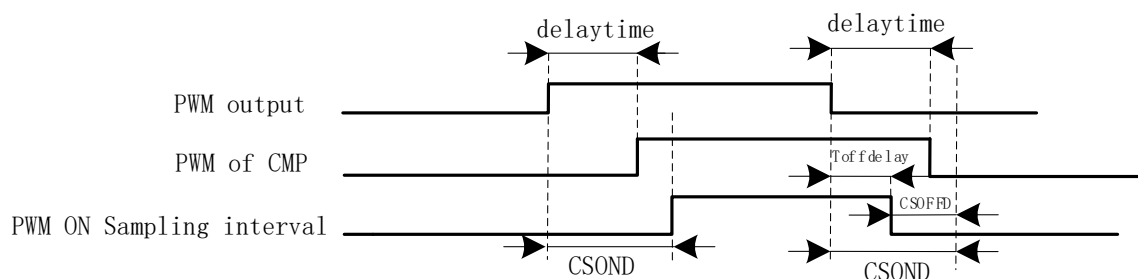 delaytime
delaytime
PWM output
PWM of CMP
Toffdelay
CSOFFD
PWM ON Sampling interval
CSOND
CSOND